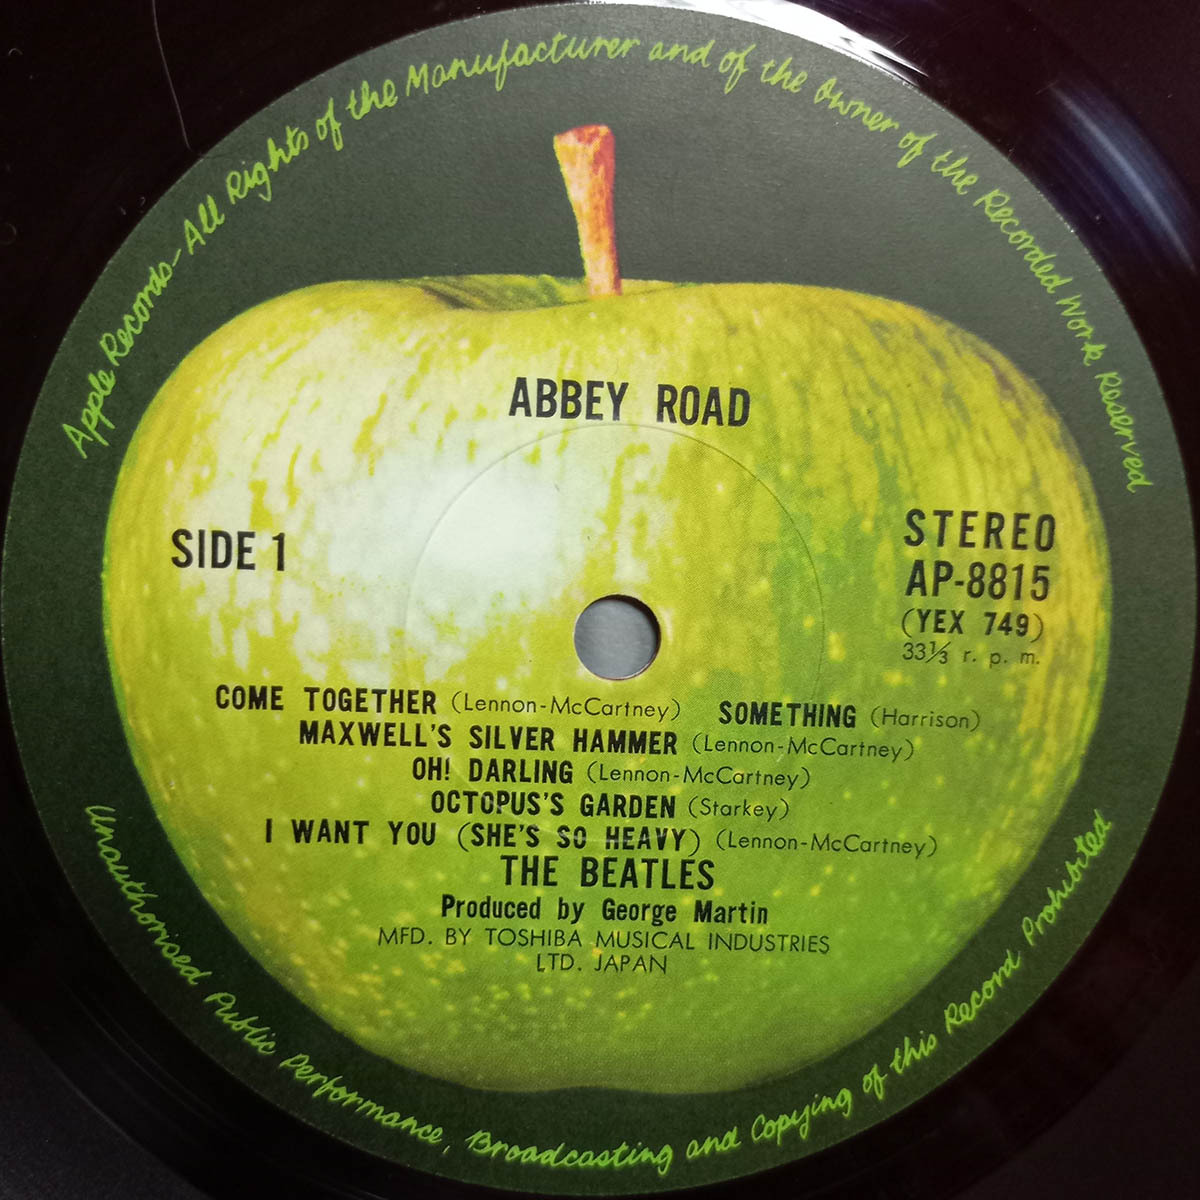 Apple Records-All Rights of the Manufacturer and of the Owner of the Recorded Work Reserved
ABBEY ROAD
SIDE 1
STEREO
AP-8815
(YEX 749)
33⅓ r. p. m.
COME TOGETHER (Lennon-McCartney) SOMETHING (Harrison)
MAXWELL'S SILVER HAMMER (Lennon-McCartney)
OH! DARLING (Lennon-McCartney)
OCTOPUS'S GARDEN (Starkey)
I WANT YOU (SHE'S SO HEAVY) (Lennon-McCartney)
THE BEATLES
Produced by George Martin
MFD. BY TOSHIBA MUSICAL INDUSTRIES
LTD. JAPAN
Unauthorised Public Performance, Broadcasting and Copying of this Record Prohibited